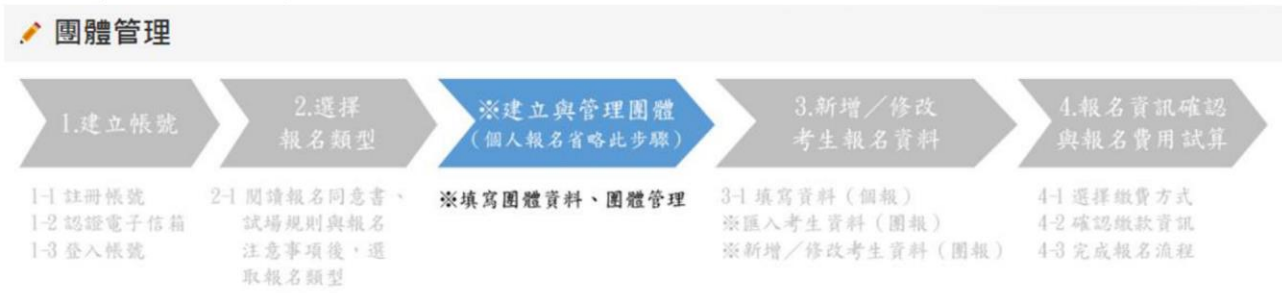 團體管理
1.建立帳號
2.選擇
報名類型
※建立與管理團體
(個人報名省略此步驟)
3.新增／修改
考生報名資料
4.報名資訊確認
與報名費用試算
1-1 註冊帳號
1-2 認證電子信箱
1-3 登入帳號
2-1 閱讀報名同意書、
試場規則與報名
注意事項後，選
取報名類型
※填寫團體資料、團體管理
3-1 填寫資料（個報）
※匯入考生資料（團報）
※新增／修改考生資料（團報）
4-1 選擇繳費方式
4-2 確認繳款資訊
4-3 完成報名流程